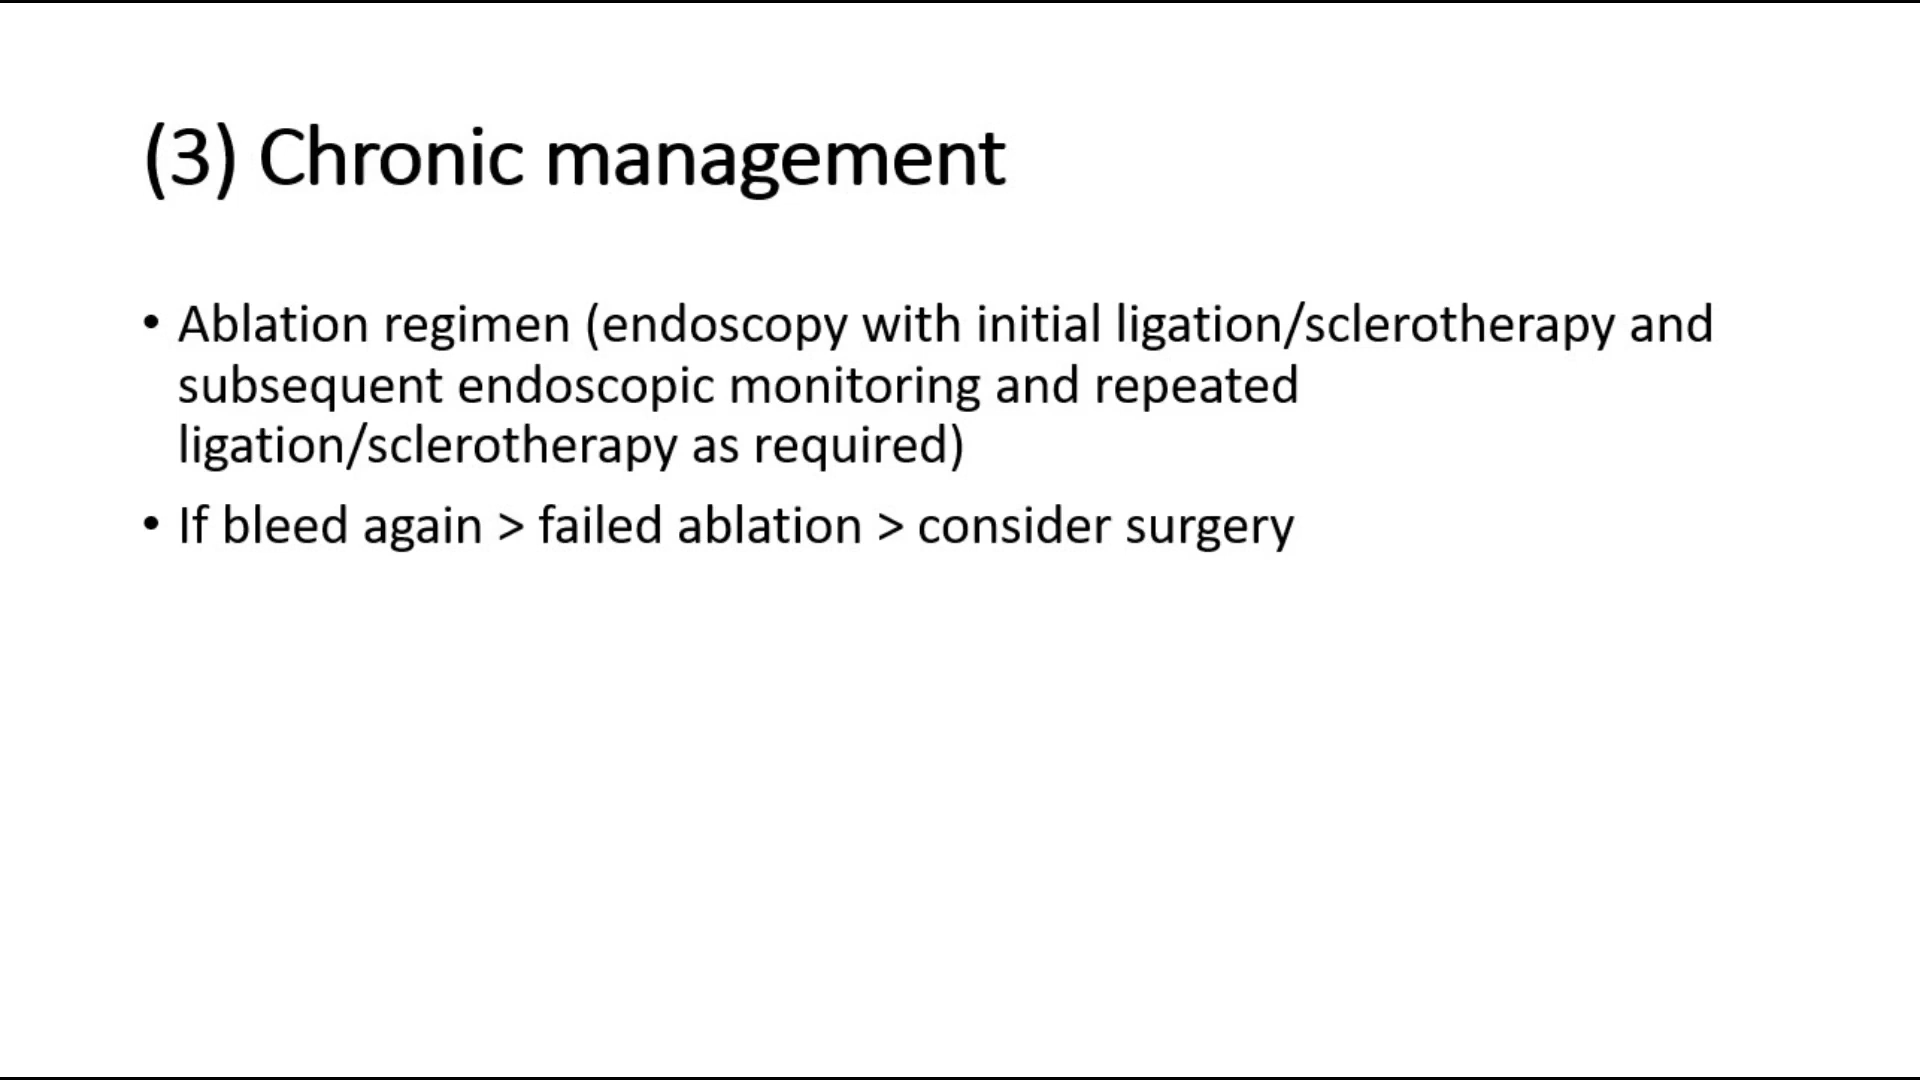 (3) Chronic management
• Ablation regimen (endoscopy with initial ligation/sclerotherapy and
subsequent endoscopic monitoring and repeated
ligation/sclerotherapy as required)
• If bleed again > failed ablation > consider surgery